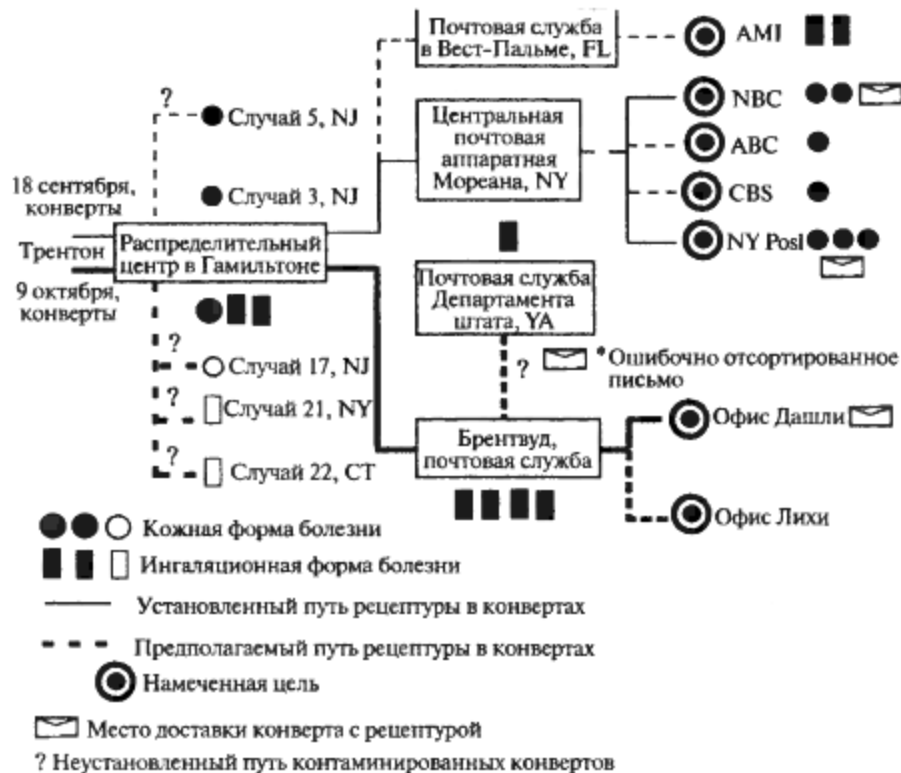 Почтовая служба
в Вест-Пальме, FL
AMI
?
Случай 5, NJ
NBC
Центральная
почтовая
аппаратная
Мореана, NY
ABC
18 сентября,
конверты
Случай 3, NJ
CBS
Трентон
Распределительный
центр в Гамильтоне
NY Posl
9 октября,
конверты
Почтовая служба
Департамента
штата, YA
?
Случай 17, NJ
?
*Ошибочно отсортированное
письмо
?
Случай 21, NY
Офис Дашли
?
Случай 22, CT
Брентвуд,
почтовая служба
Офис Лихи
Кожная форма болезни
Ингаляционная форма болезни
Установленный путь рецептуры в конвертах
Предполагаемый путь рецептуры в конвертах
Намеченная цель
Место доставки конверта с рецептурой
? Неустановленный путь контаминированных конвертов